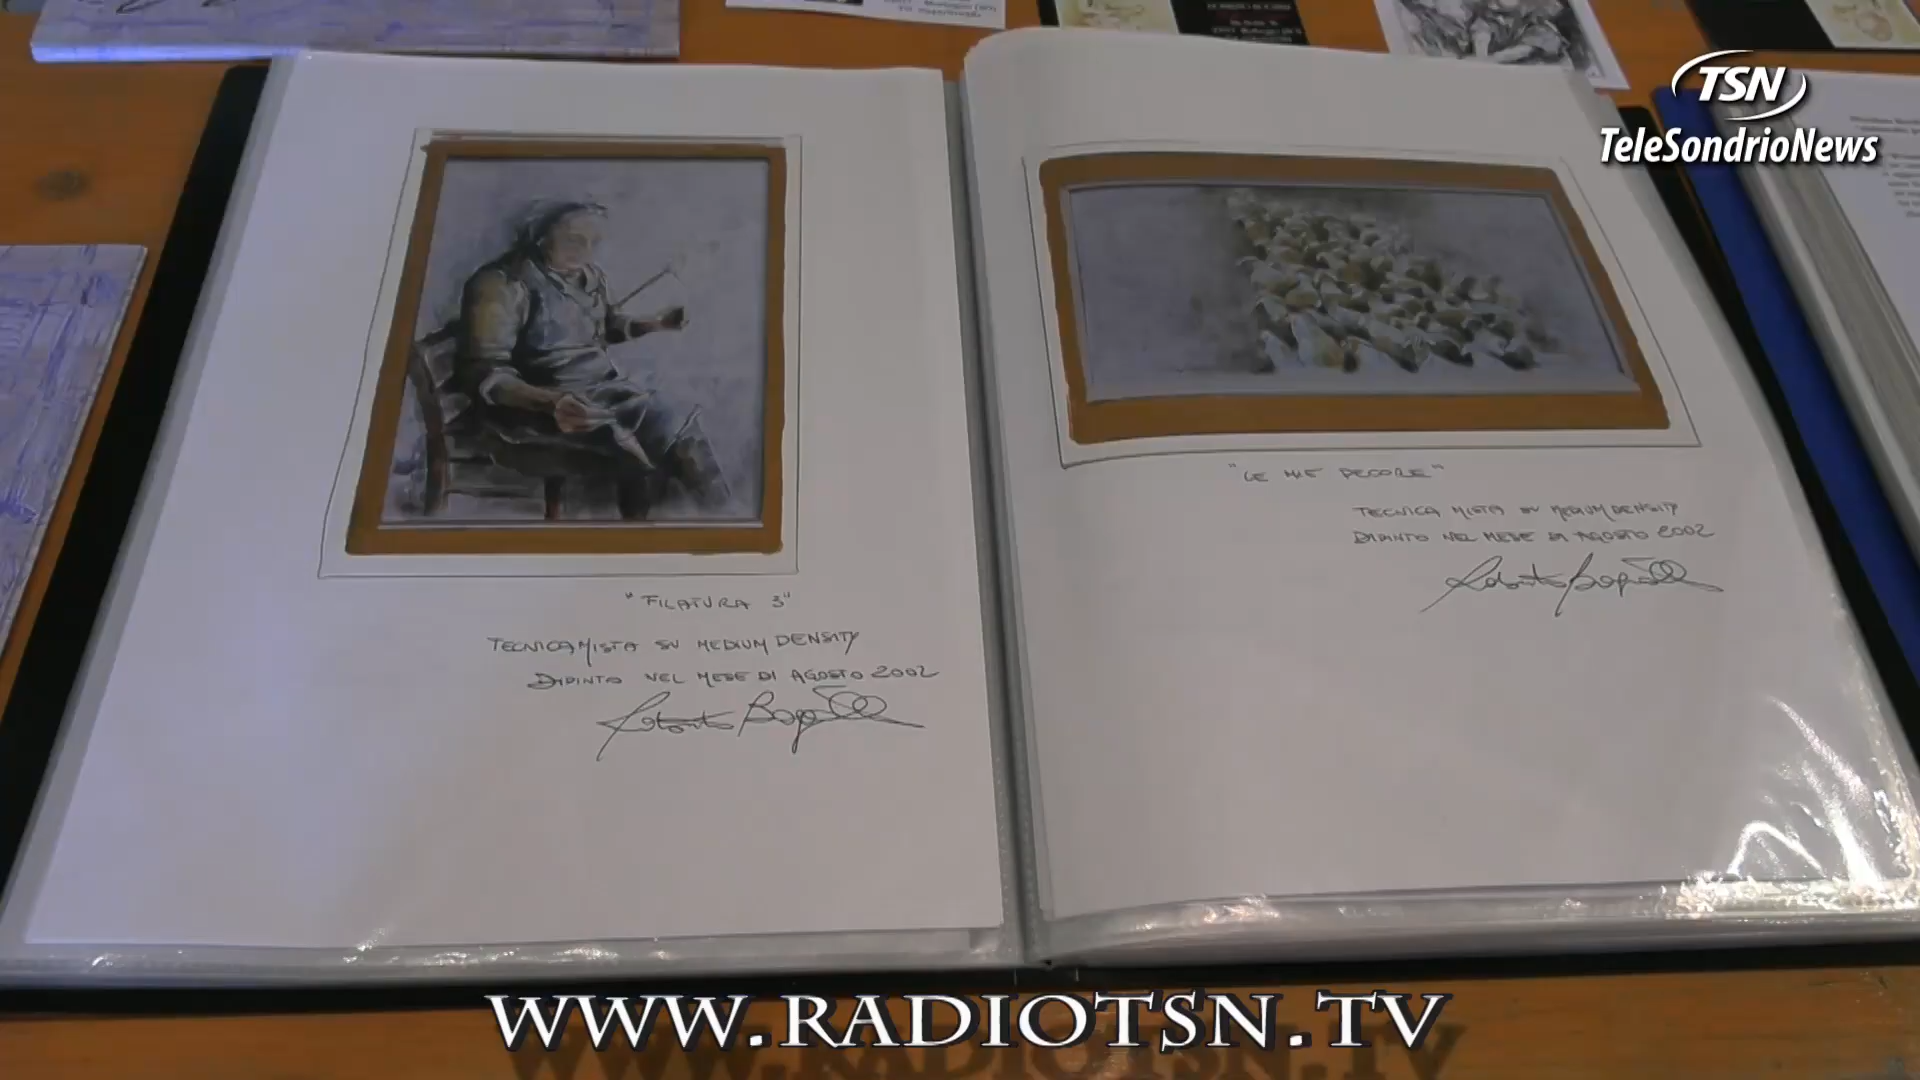 TSN
TeleSondrioNews
"FILATURA 3"
TECNICA MISTA SU MEDIUM DENSITY
DIPINTO NEL MESE DI AGOSTO 2002
"LE MIE PECORE"
TECNICA MISTA SU MEDIUM DENSITY
DIPINTO NEL MESE DI AGOSTO 2002
WWW.RADIOTSN.TV